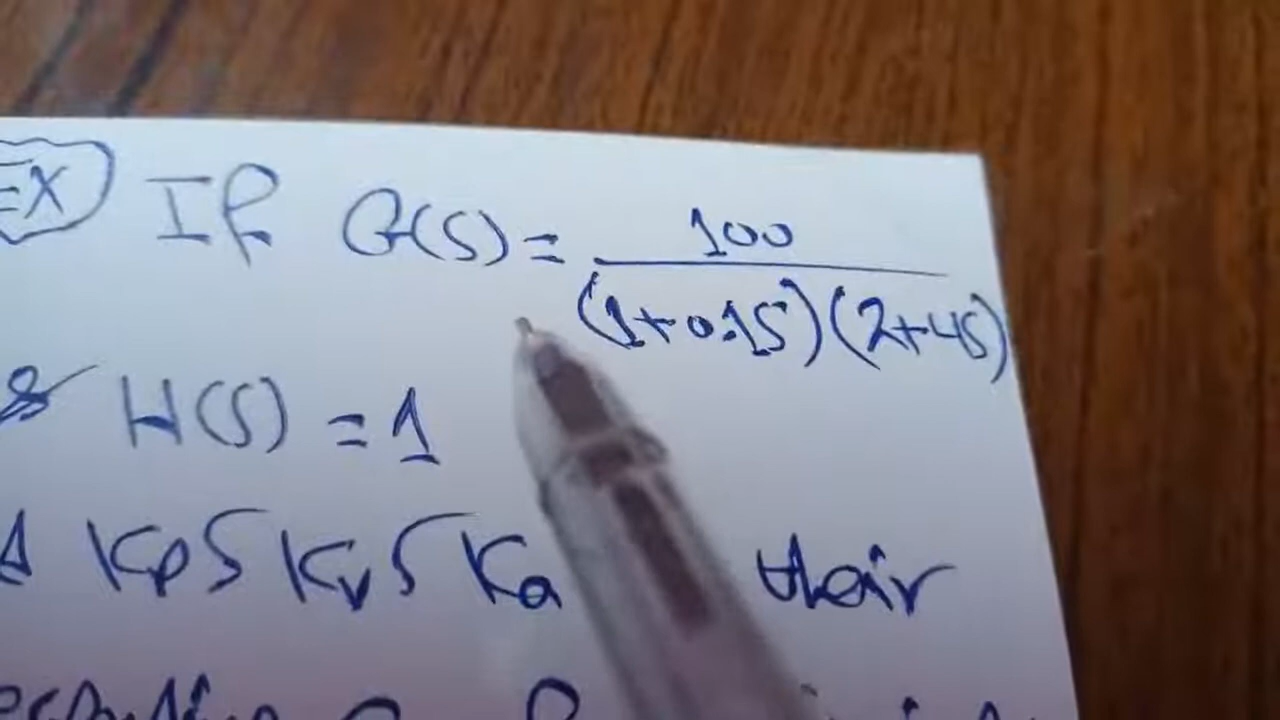 EX If G(S) = 100 / (1+0.1S)(2+4S)
& H(S) = 1
Kp, Kv, Ka their